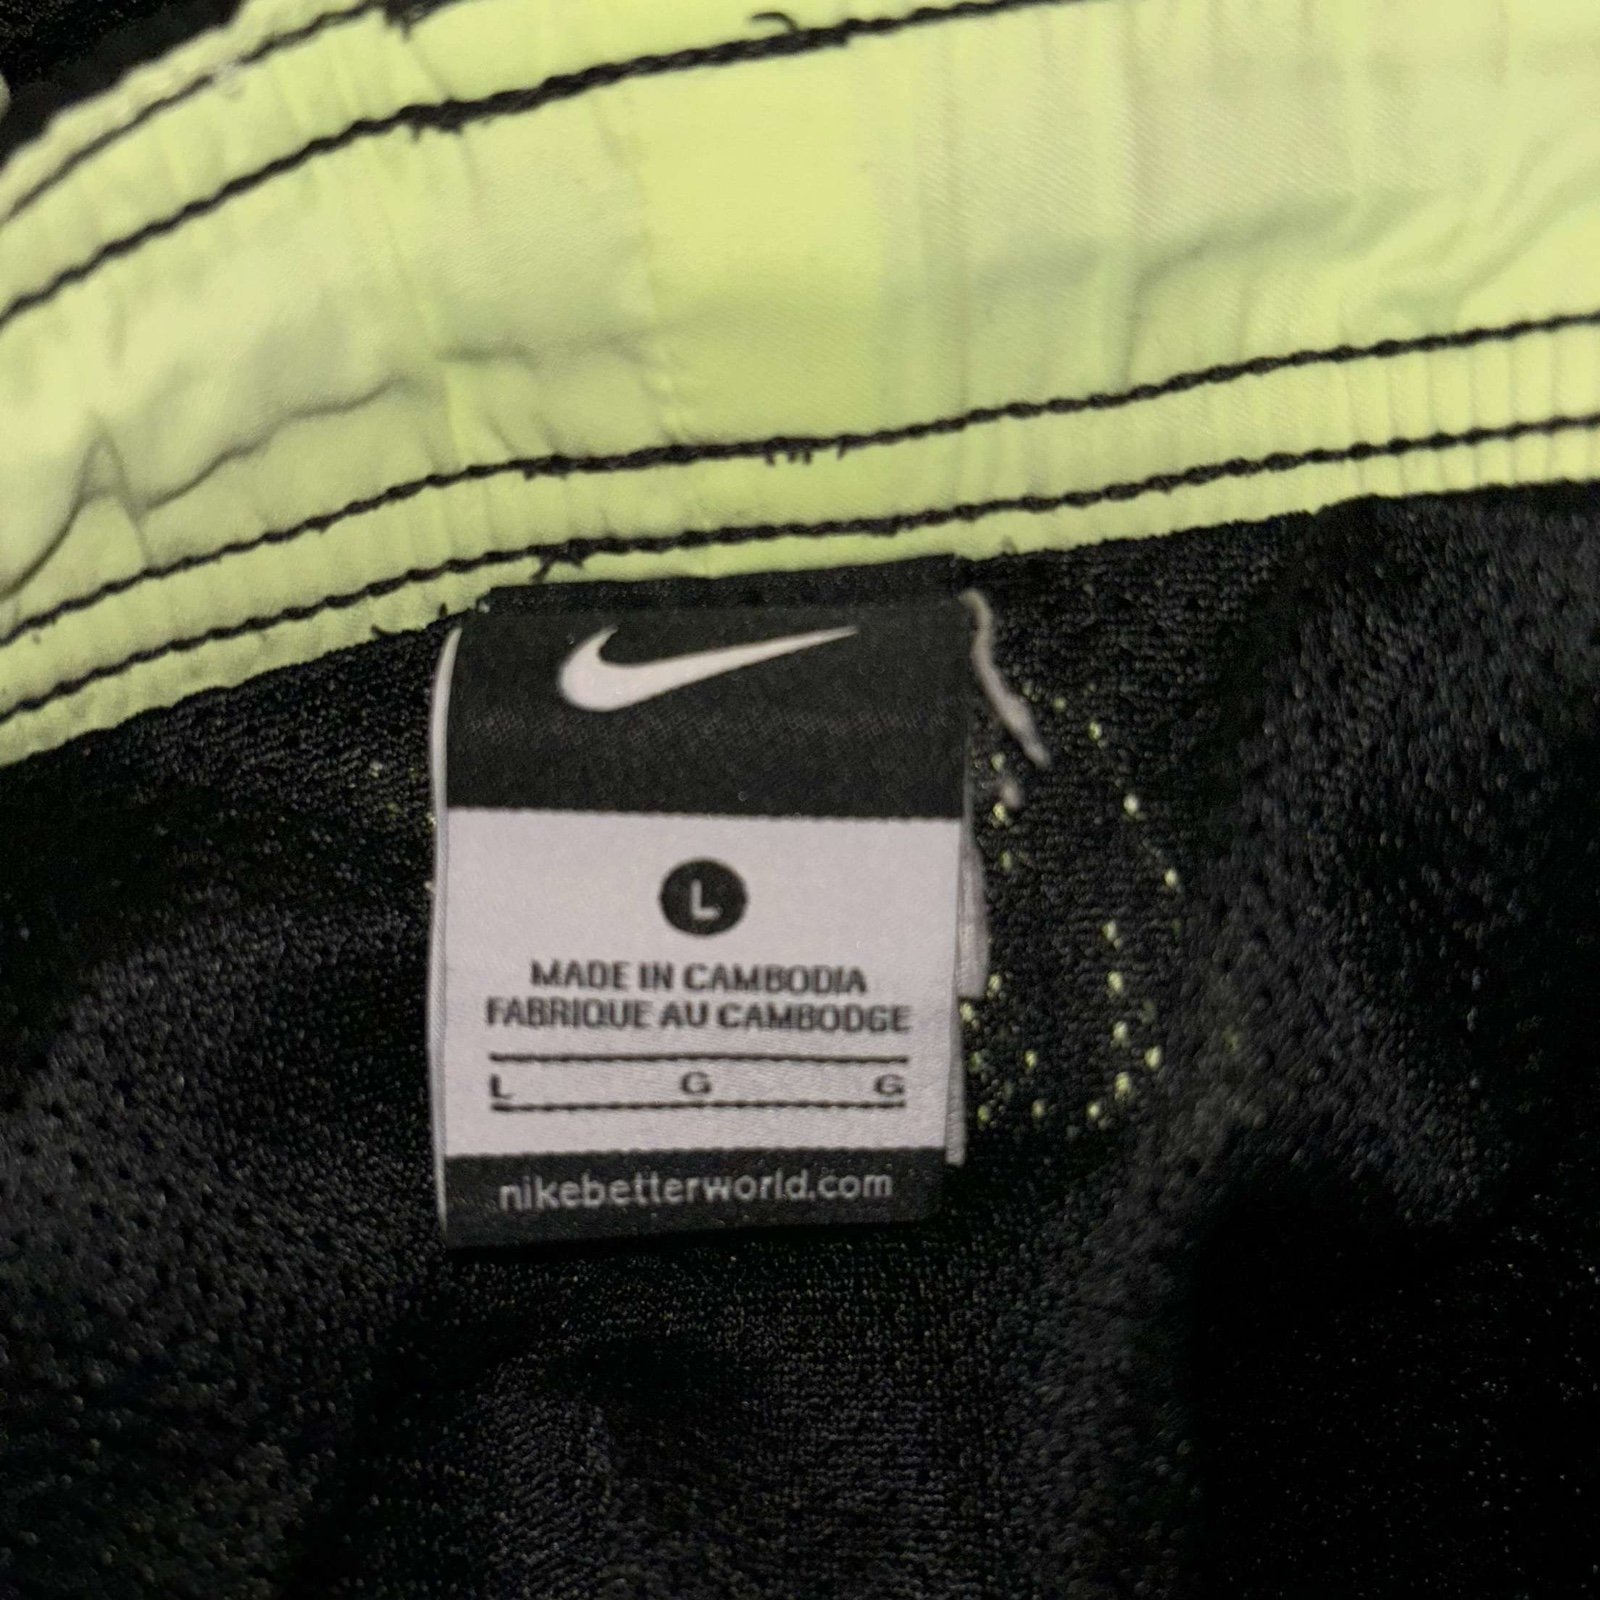 L
MADE IN CAMBODIA
FABRIQUE AU CAMBODGE
L G G
nikebetterworld.com